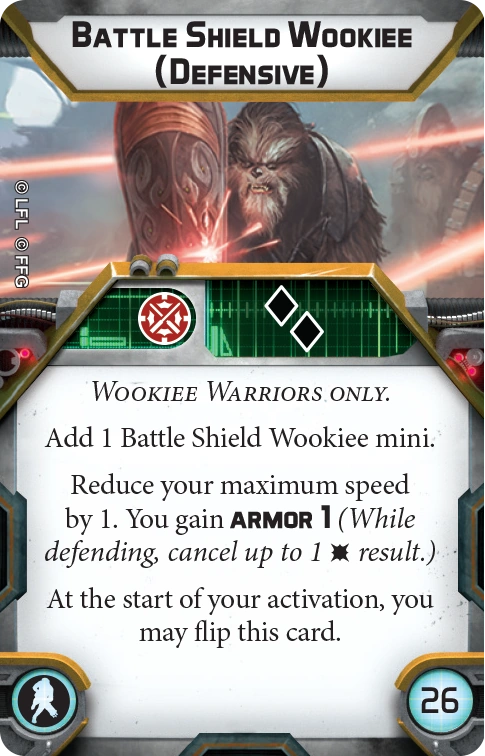 Battle Shield Wookiee
(Defensive)
© LFL © FFG
Wookiee Warriors only.
Add 1 Battle Shield Wookiee mini.
Reduce your maximum speed
by 1. You gain ARMOR 1 (While
defending, cancel up to 1 result.)
At the start of your activation, you
may flip this card.
26